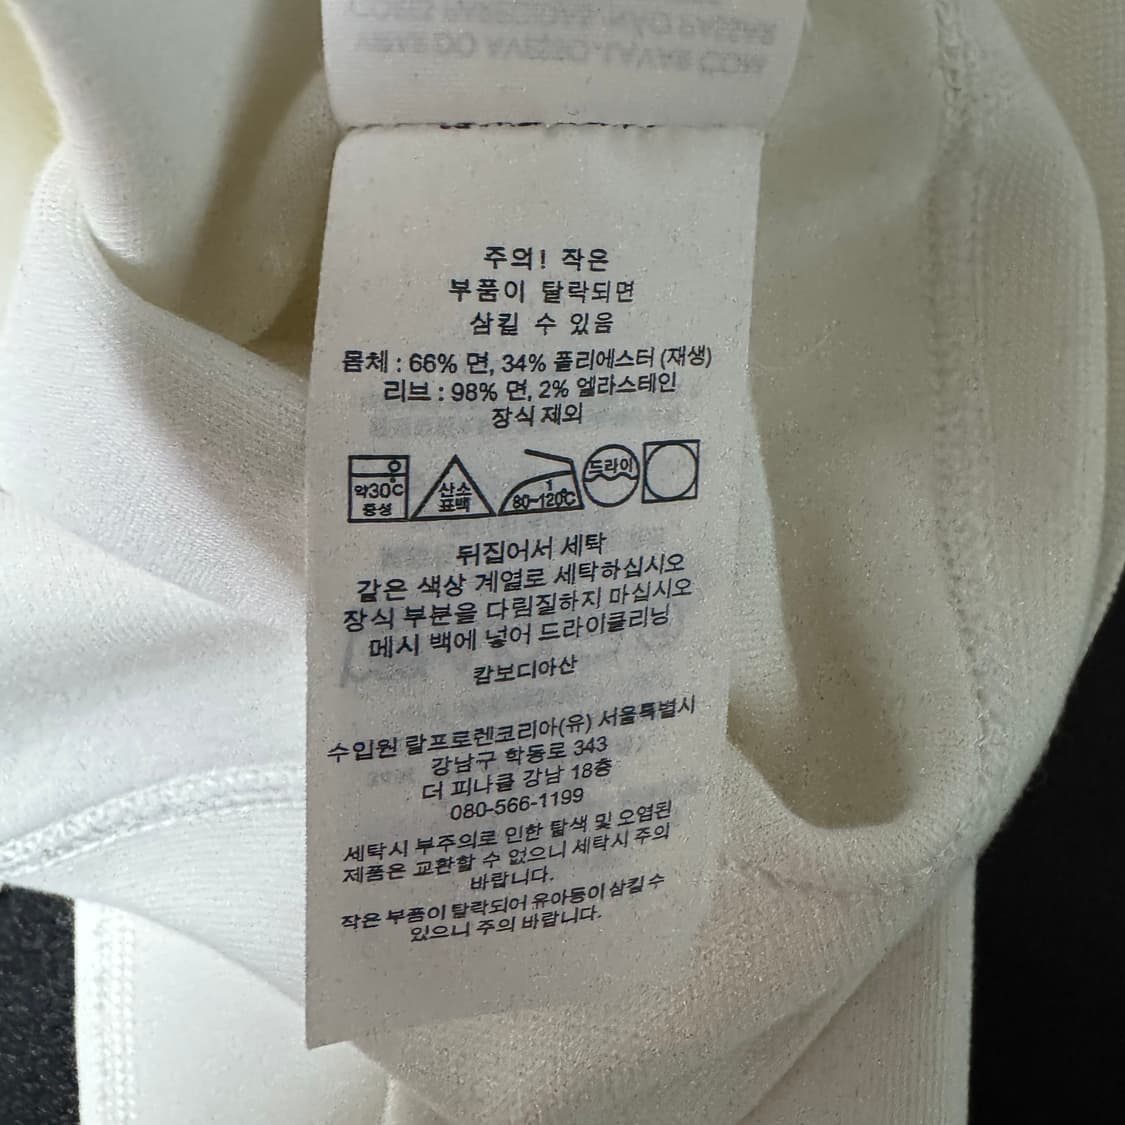 주의! 작은
부품이 탈락되면
삼킬 수 있음
몸체 : 66% 면, 34% 폴리에스터 (재생)
리브 : 98% 면, 2% 엘라스테인
장식 제외
약30℃
중성
산소
표백
1
80~120℃
드라이
뒤집어서 세탁
같은 색상 계열로 세탁하십시오
장식 부분을 다림질하지 마십시오
메시 백에 넣어 드라이클리닝
캄보디아산
수입원 랄프로렌코리아(유) 서울특별시
강남구 학동로 343
더 피나클 강남 18층
080-566-1199
세탁시 부주의로 인한 탈색 및 오염된
제품은 교환할 수 없으니 세탁시 주의
바랍니다.
작은 부품이 탈락되어 유아등이 삼킬 수
있으니 주의 바랍니다.